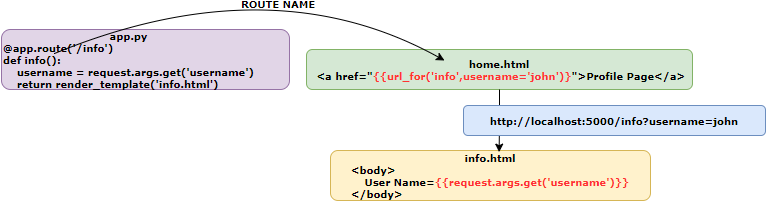 ROUTE NAME
app.py
@app.route('/info')
def info():
    username = request.args.get('username')
    return render_template('info.html')
home.html
<a href="{{url_for('info',username='john')}}">Profile Page</a>
http://localhost:5000/info?username=john
info.html
<body>
    User Name={{request.args.get('username')}}
</body>